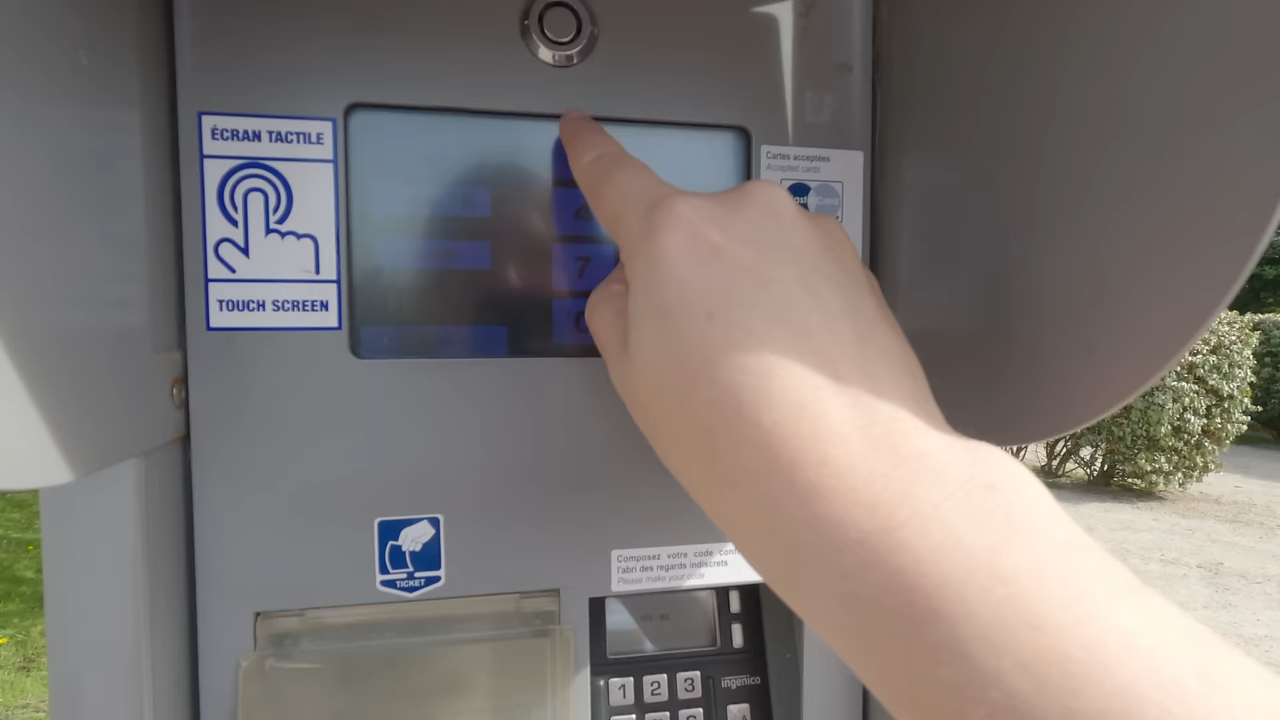 ÉCRAN TACTILE
TOUCH SCREEN
Cartes acceptées
Accepted cards
7
TICKET
Composez votre code
l'abri des regards indiscrets
Please make your code
1 2 3
ingenico